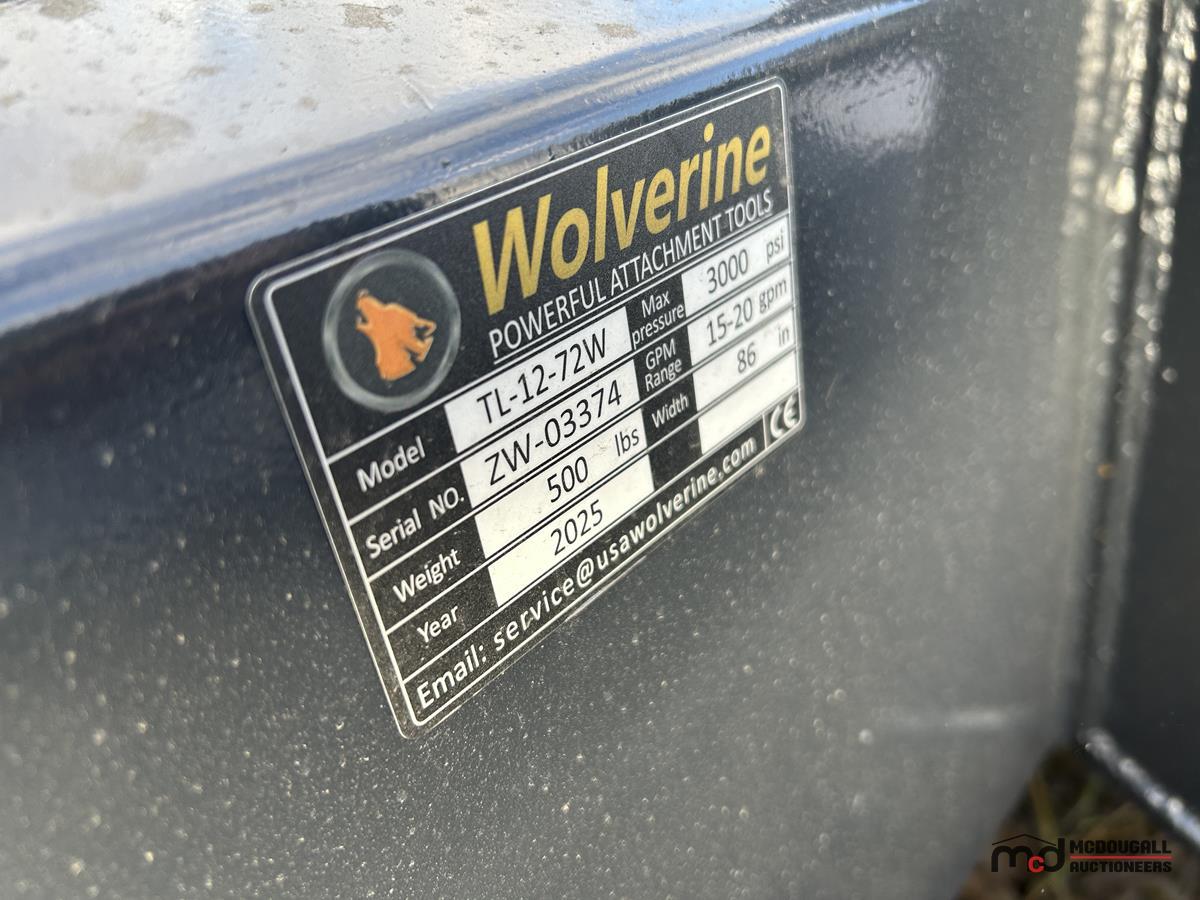 Wolverine
POWERFUL ATTACHMENT TOOLS
Model TL-12-72W Max pressure 3000 psi
Serial NO. ZW-03374 GPM Range 15-20 gpm
Weight 500 lbs Width 86 in
Year 2025
Email: service@usawolverine.com CE
mcd MCDOUGALL
AUCTIONEERS